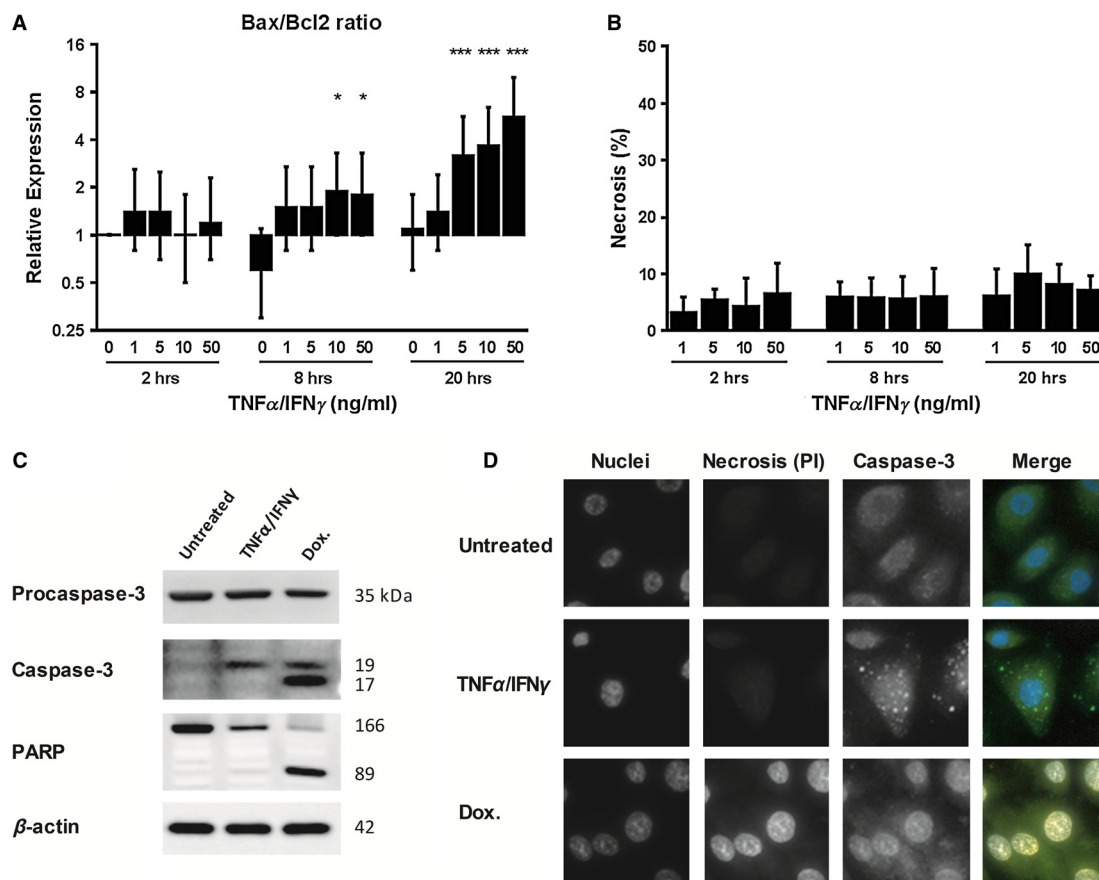 A
Bax/Bcl2 ratio
Relative Expression
16
8
4
2
1
0.5
0.25
* *
*** *** ***
0 1 5 10 50 0 1 5 10 50 0 1 5 10 50
2 hrs 8 hrs 20 hrs
TNFα/IFNγ (ng/ml)
B
Necrosis (%)
50
40
30
20
10
0
1 5 10 50 1 5 10 50 1 5 10 50
2 hrs 8 hrs 20 hrs
TNFα/IFNγ (ng/ml)
C
Untreated TNFα/IFNγ Dox.
Procaspase-3 35 kDa
Caspase-3 19
17
PARP 166
89
β-actin 42
D
Nuclei Necrosis (PI) Caspase-3 Merge
Untreated
TNFα/IFNγ
Dox.